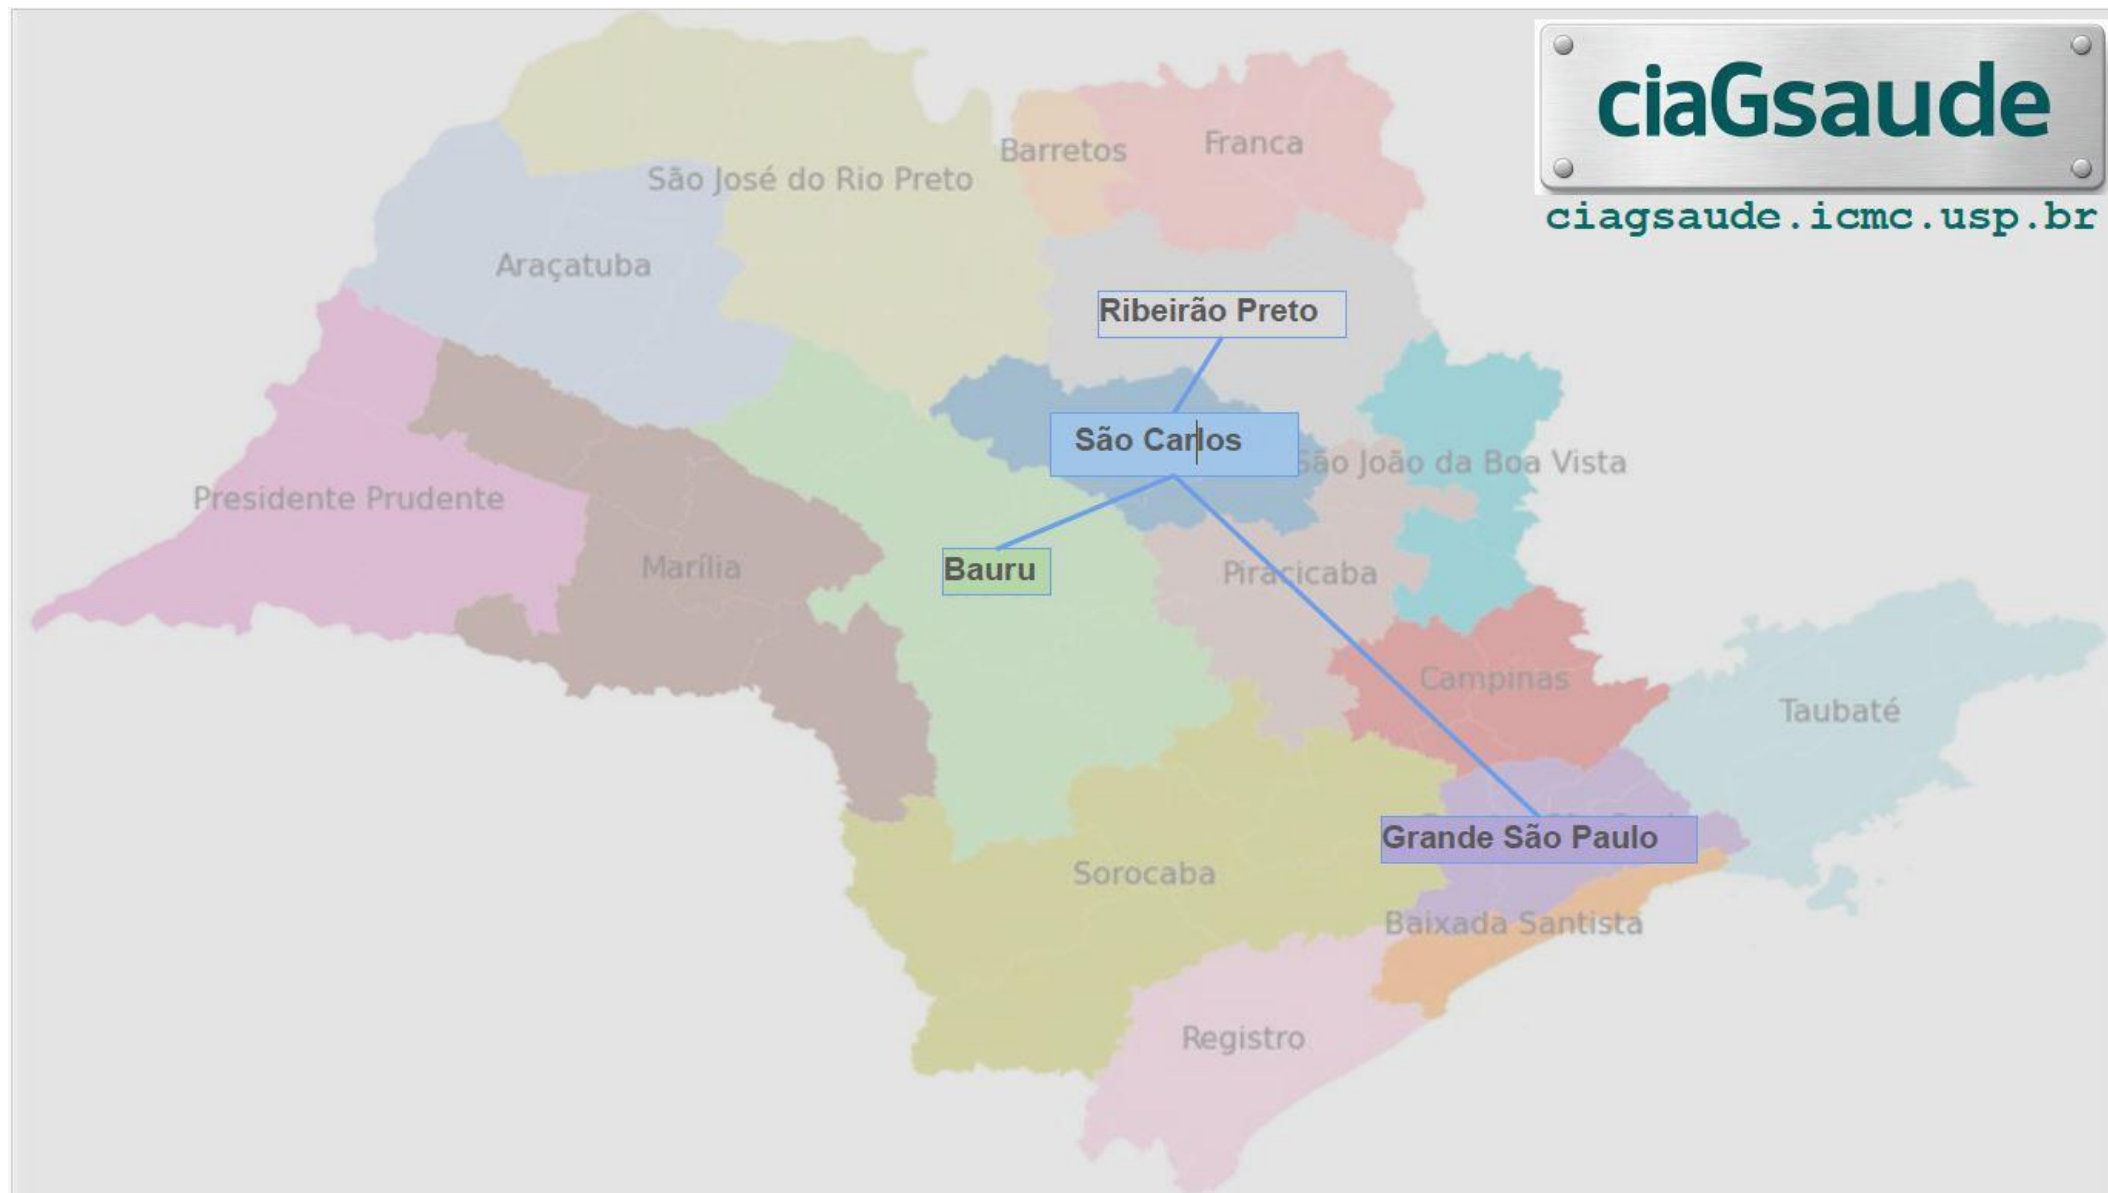 ciaGsaude
ciagsaude.icmc.usp.br
Barretos
Franca
São José do Rio Preto
Araçatuba
Ribeirão Preto
São Carlos
São João da Boa Vista
Presidente Prudente
Marília
Bauru
Piracicaba
Campinas
Taubaté
Grande São Paulo
Sorocaba
Baixada Santista
Registro